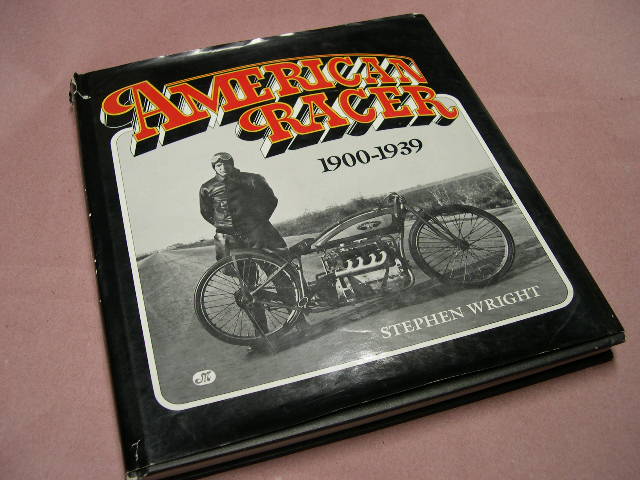 AMERICAN
RACER
1900-1939
STEPHEN WRIGHT